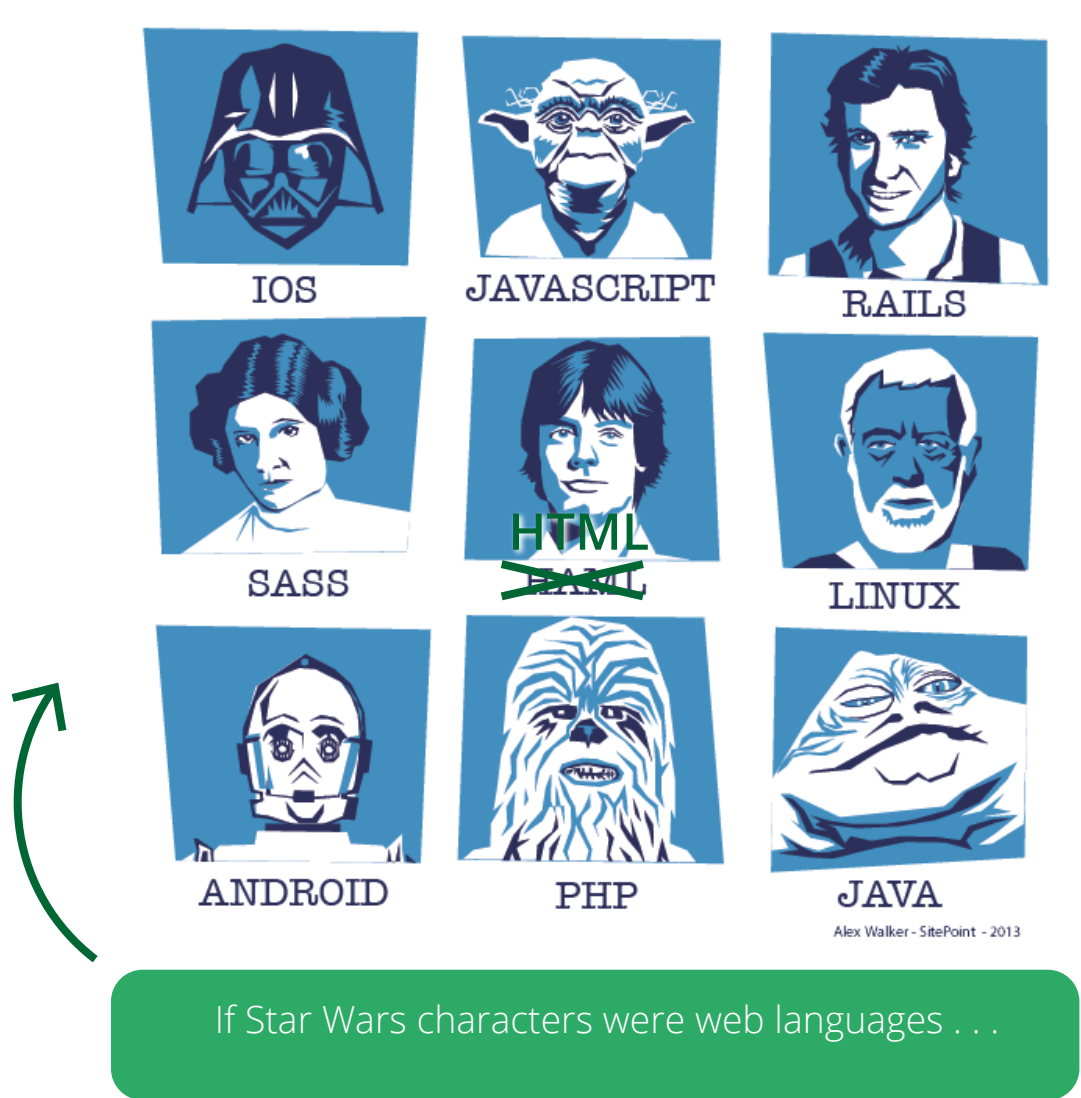 IOS
JAVASCRIPT
RAILS
SASS
HTML
HAML
LINUX
ANDROID
PHP
JAVA
Alex Walker - SitePoint - 2013
If Star Wars characters were web languages . . .